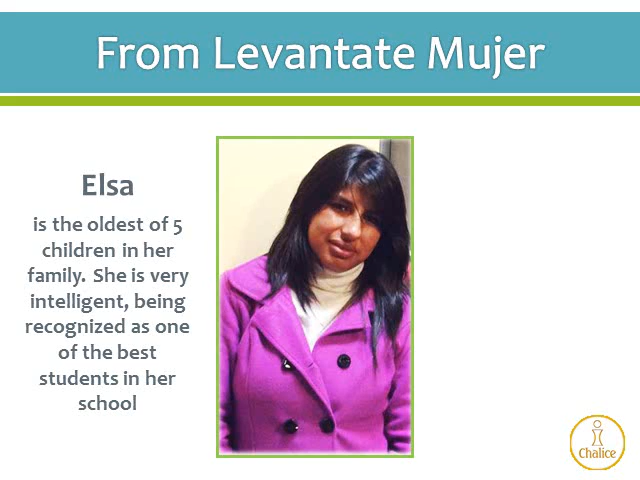 From Levantate Mujer
Elsa
is the oldest of 5
children in her
family. She is very
intelligent, being
recognized as one
of the best
students in her
school
Chalice